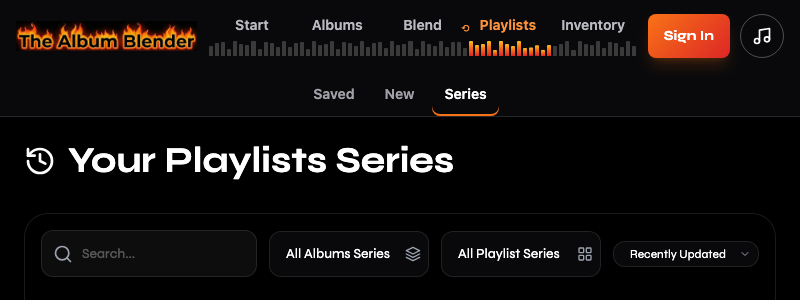 The Album Blender
Start Albums Blend Playlists Inventory
Sign In
Saved New Series
Your Playlists Series
Search...
All Albums Series
All Playlist Series
Recently Updated